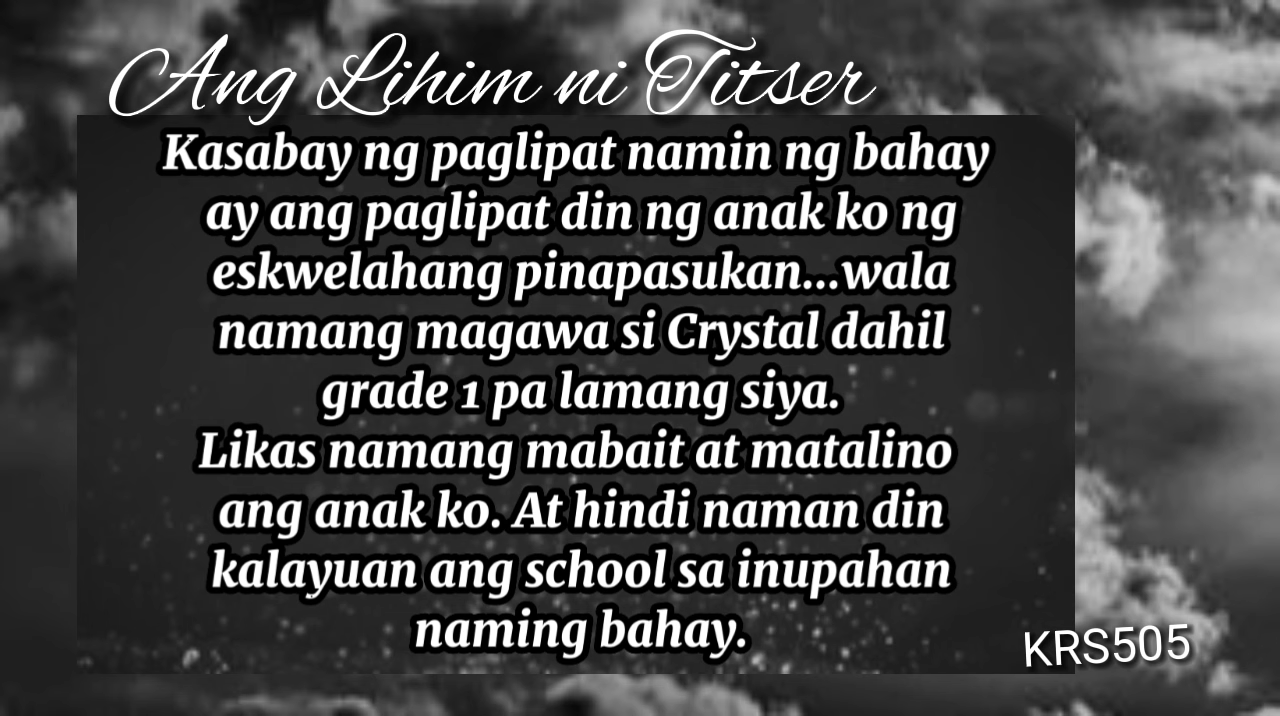 Ang Lihim ni Titser
Kasabay ng paglipat namin ng bahay
ay ang paglipat din ng anak ko ng
eskwelahang pinapasukan...wala
namang magawa si Crystal dahil
grade 1 pa lamang siya.
Likas namang mabait at matalino
ang anak ko. At hindi naman din
kalayuan ang school sa inupahan
naming bahay.
KRS505